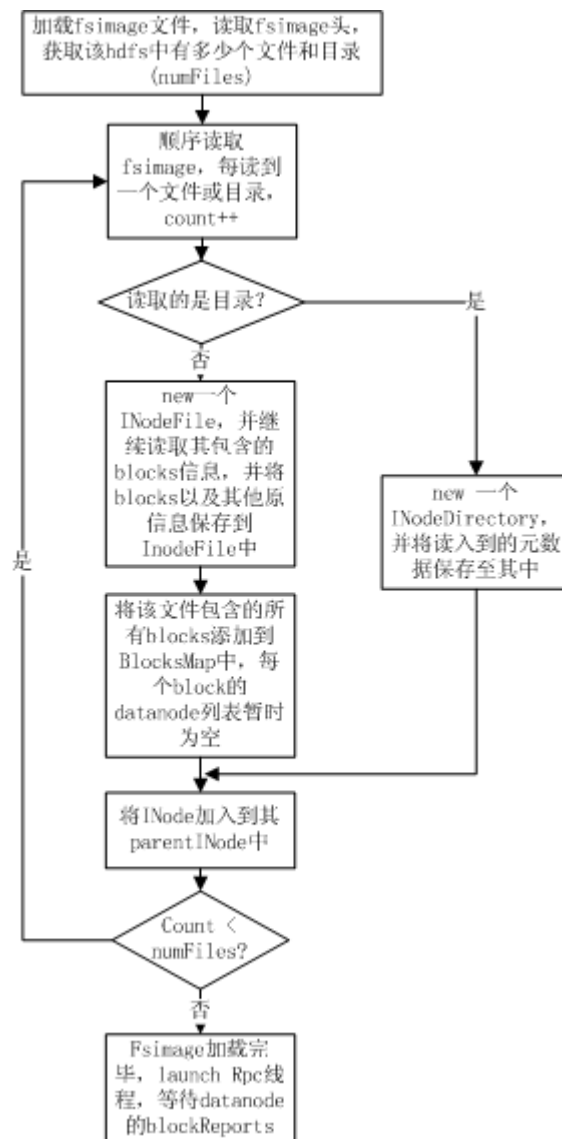 加载fsimage文件，读取fsimage头，
获取该hdfs中有多少个文件和目录
(numFiles)
顺序读取
fsimage，每读到
一个文件或目录，
count++
读取的是目录？
是
否
new一个
INodeFile，并继
续读取其包含的
blocks信息，并将
blocks以及其他原
信息保存到
InodeFile中
new 一个
INodeDirectory，
并将读入到的元数
据保存至其中
是
将该文件包含的所
有blocks添加到
BlocksMap中，每
个block的
datanode列表暂时
为空
将INode加入到其
parentINode中
Count <
numFiles?
否
Fsimage加载完
毕，launch Rpc线
程，等待datanode
的blockReports